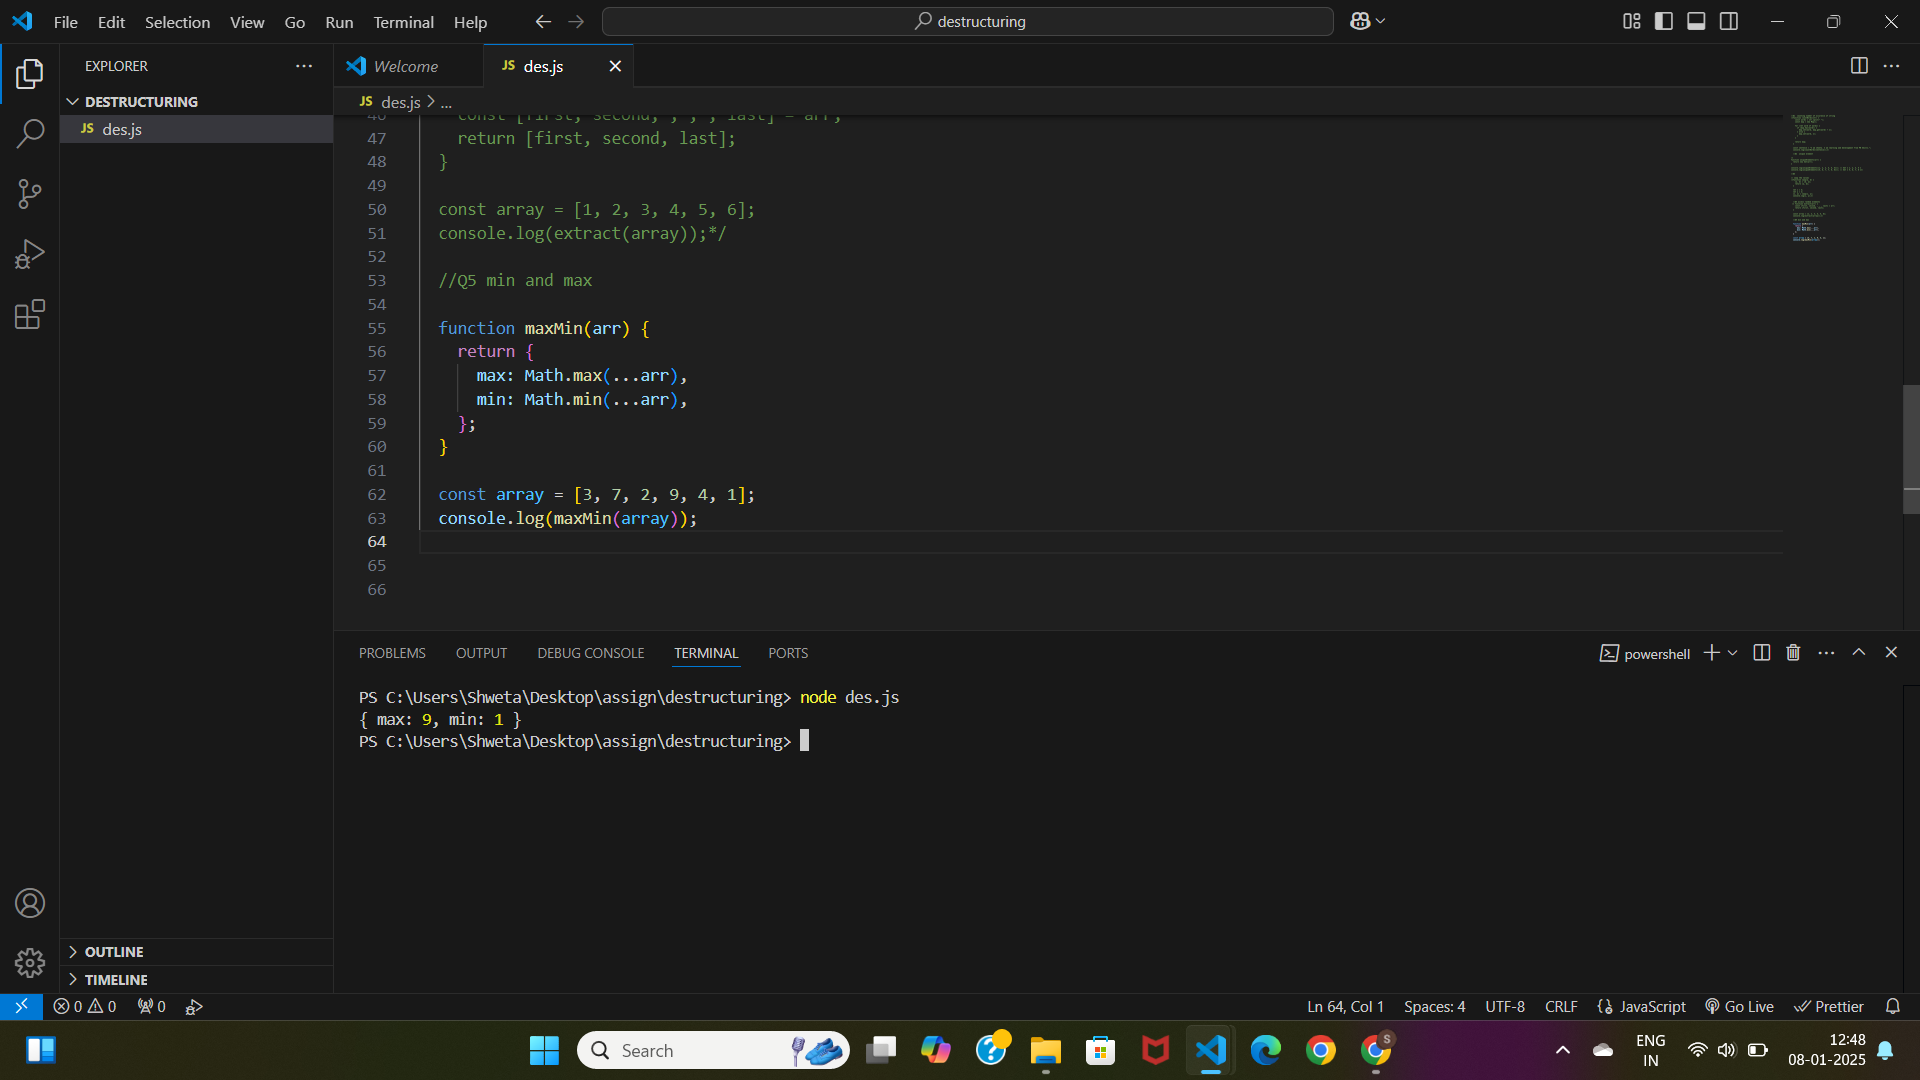 File Edit Selection View Go Run Terminal Help
destructuring
EXPLORER
DESTRUCTURING
JS des.js
OUTLINE
TIMELINE
Welcome
JS des.js
JS des.js > ...
46 const [first, second, , , , last] = arr;
47 return [first, second, last];
48 }
49
50 const array = [1, 2, 3, 4, 5, 6];
51 console.log(extract(array));*/
52
53 //Q5 min and max
54
55 function maxMin(arr) {
56 return {
57 max: Math.max(...arr),
58 min: Math.min(...arr),
59 };
60 }
61
62 const array = [3, 7, 2, 9, 4, 1];
63 console.log(maxMin(array));
64
65
66
PROBLEMS OUTPUT DEBUG CONSOLE TERMINAL PORTS
powershell
PS C:\Users\Shweta\Desktop\assign\destructuring> node des.js
{ max: 9, min: 1 }
PS C:\Users\Shweta\Desktop\assign\destructuring>
0 0 0
Ln 64, Col 1 Spaces: 4 UTF-8 CRLF {} JavaScript Go Live Prettier
Search
S
ENG
IN
12:48
08-01-2025